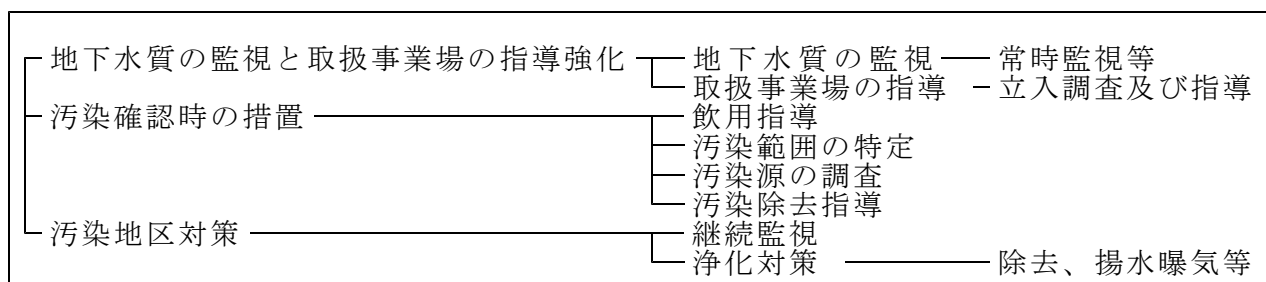 地下水質の監視と取扱事業場の指導強化 地下水質の監視 常時監視等
取扱事業場の指導 立入調査及び指導
汚染確認時の措置 飲用指導
汚染範囲の特定
汚染源の調査
汚染除去指導
汚染地区対策 継続監視
浄化対策 除去、揚水曝気等